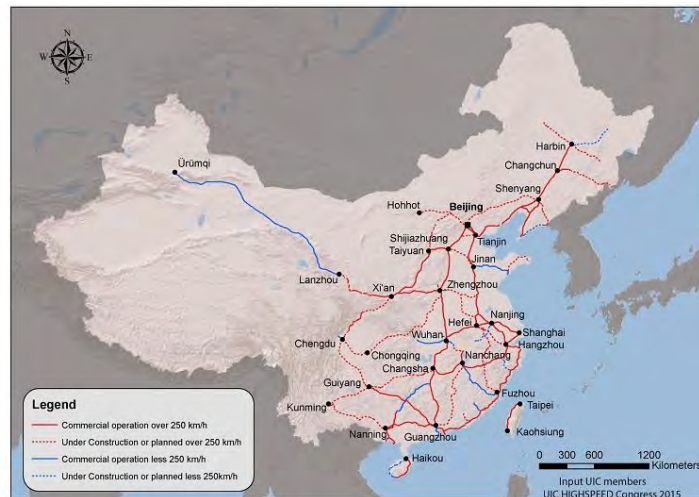 N
W
E
S
Harbin
Changchun
Ürümqi
Shenyang
Hohhot
Beijing
Shijiazhuang
Tianjin
Taiyuan
Jinan
Lanzhou
Xi'an
Zhengzhou
Nanjing
Hefei
Shanghai
Wuhan
Hangzhou
Chengdu
Chongqing
Nanchang
Changsha
Guiyang
Fuzhou
Kunming
Taipei
Nanning
Guangzhou
Kaohsiung
Haikou
Legend
Commercial operation over 250 km/h
Under Construction or planned over 250 km/h
Commercial operation less 250 km/h
Under Construction or planned less 250km/h
0 300 600 1200
Kilometers
Input UIC members
UIC HIGHSPEED Congress 2015